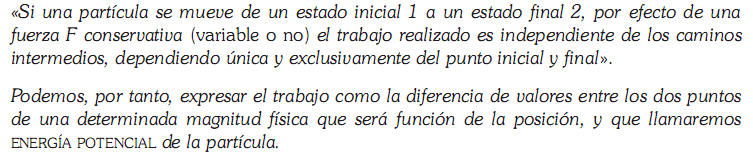 «Si una partícula se mueve de un estado inicial 1 a un estado final 2, por efecto de una
fuerza F conservativa (variable o no) el trabajo realizado es independiente de los caminos
intermedios, dependiendo única y exclusivamente del punto inicial y final».
Podemos, por tanto, expresar el trabajo como la diferencia de valores entre los dos puntos
de una determinada magnitud física que será función de la posición, y que llamaremos
ENERGÍA POTENCIAL de la partícula.